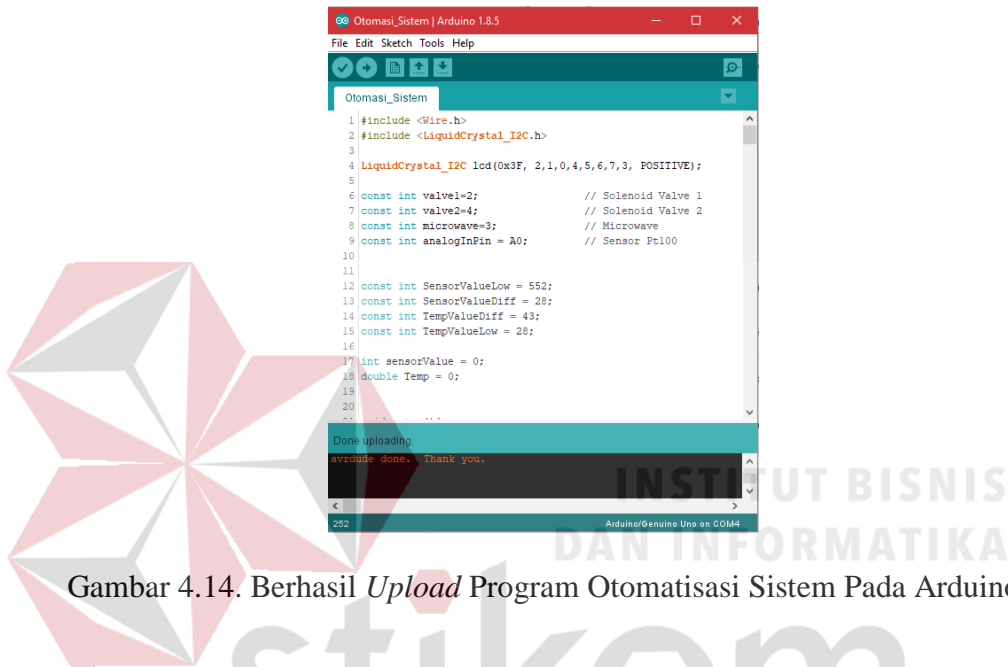 Otomasi_Sistem | Arduino 1.8.5
File Edit Sketch Tools Help
Otomasi_Sistem
1 #include <Wire.h>
2 #include <LiquidCrystal_I2C.h>
3
4 LiquidCrystal_I2C lcd(0x3F, 2,1,0,4,5,6,7,3, POSITIVE);
5
6 const int valve1=2; // Solenoid Valve 1
7 const int valve2=4; // Solenoid Valve 2
8 const int microwave=3; // Microwave
9 const int analogInPin = A0; // Sensor Pt100
10
11
12 const int SensorValueLow = 552;
13 const int SensorValueDiff = 28;
14 const int TempValueDiff = 43;
15 const int TempValueLow = 28;
16
17 int sensorValue = 0;
18 double Temp = 0;
19
20
Done uploading.
avrdude done. Thank you.
252 Arduino/Genuino Uno on COM4
INSTITUT BISNIS
DAN INFORMATIKA
Gambar 4.14. Berhasil Upload Program Otomatisasi Sistem Pada Arduino
stikom